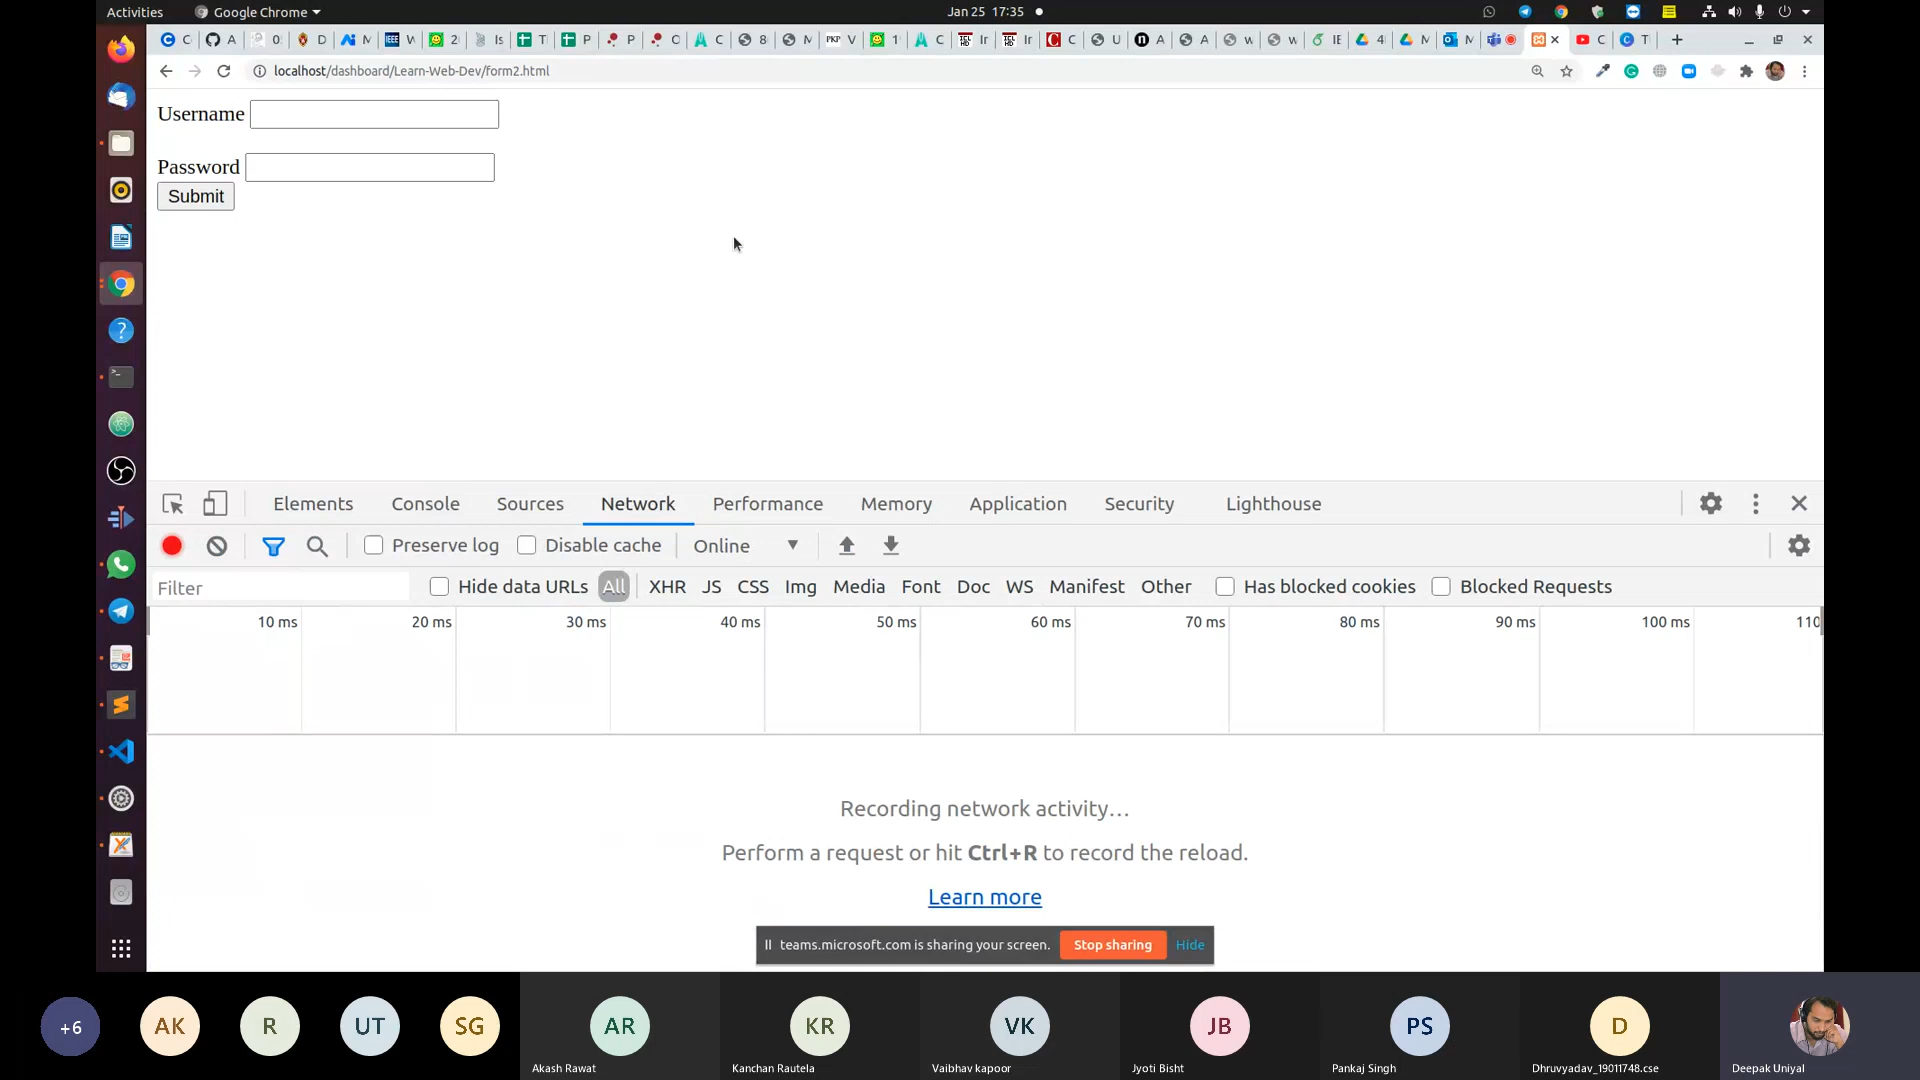 Activities Google Chrome Jan 25 17:35
localhost/dashboard/Learn-Web-Dev/form2.html
Username
Password
Submit
Elements Console Sources Network Performance Memory Application Security Lighthouse
Preserve log Disable cache Online
Filter Hide data URLs All XHR JS CSS Img Media Font Doc WS Manifest Other Has blocked cookies Blocked Requests
10 ms 20 ms 30 ms 40 ms 50 ms 60 ms 70 ms 80 ms 90 ms 100 ms 110
Recording network activity…
Perform a request or hit Ctrl+R to record the reload.
Learn more
teams.microsoft.com is sharing your screen. Stop sharing Hide
+6 AK R UT SG AR KR VK JB PS D
Akash Rawat Kanchan Rautela Vaibhav kapoor Jyoti Bisht Pankaj Singh Dhruvyadav_19011748.cse Deepak Uniyal